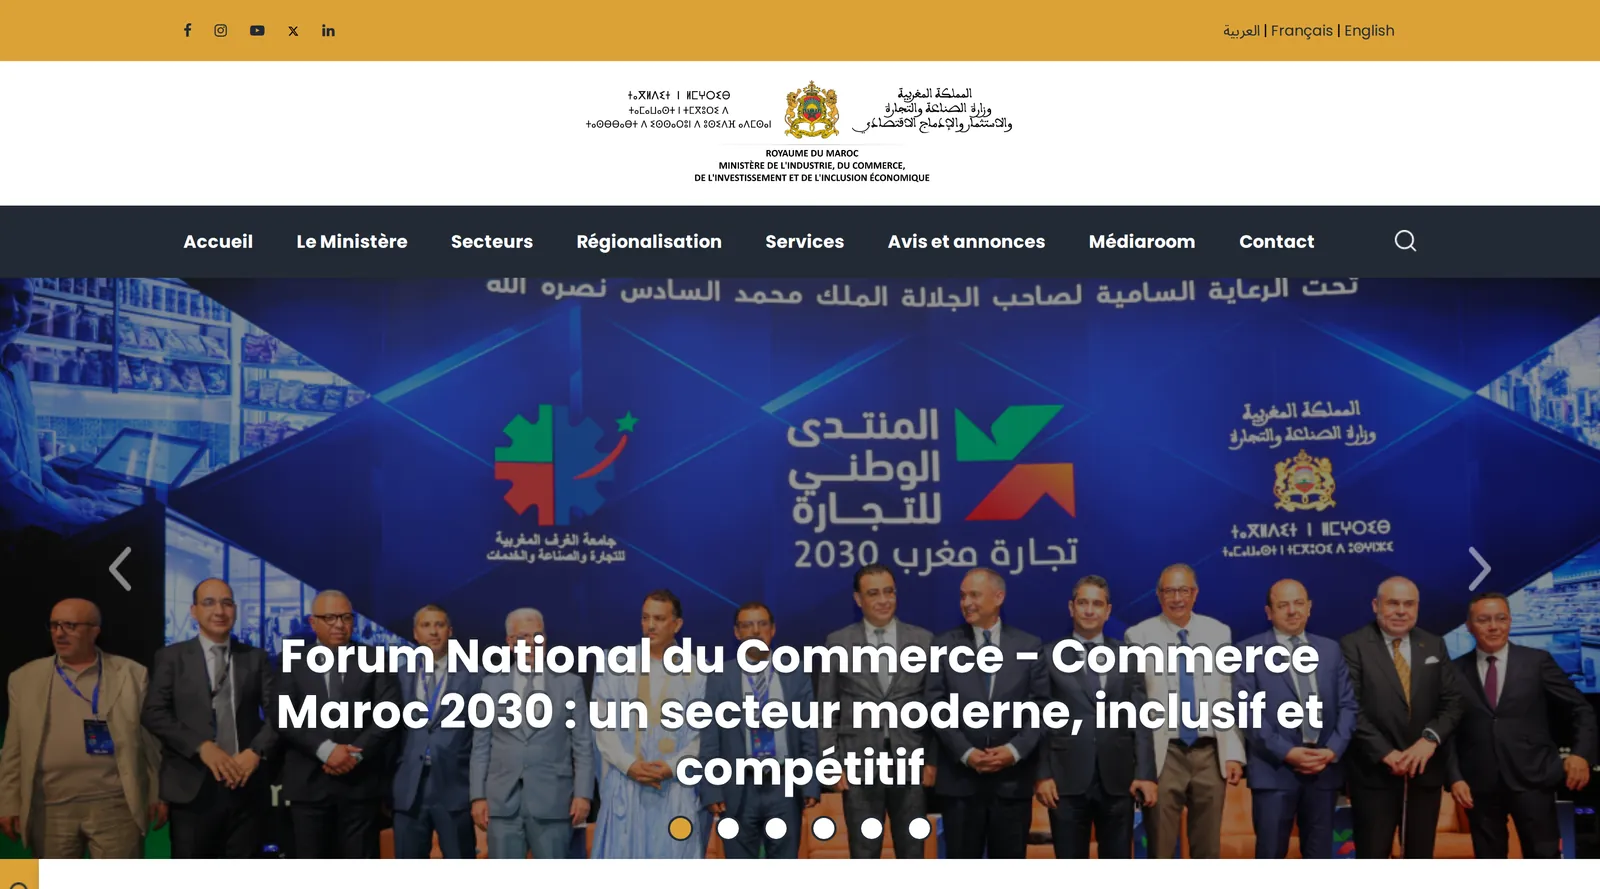 العربية | Français | English
ⵜⴰⴳⵍⴷⵉⵜ ⵏ ⵍⵎⵖⵔⵉⴱ
المملكة المغربية
وزارة الصناعة والتجارة
والاستثمار والإدماج الاقتصادي
ROYAUME DU MAROC
MINISTÈRE DE L'INDUSTRIE, DU COMMERCE,
DE L'INVESTISSEMENT ET DE L'INCLUSION ÉCONOMIQUE
Accueil Le Ministère Secteurs Régionalisation Services Avis et annonces Médiaroom Contact
تحت الرعاية السامية لصاحب الجلالة الملك محمد السادس نصره الله
المنتدى
الوطني
للتجارة
تجارة مغرب 2030
جامعة الغرف المغربية
للتجارة والصناعة والخدمات
المملكة المغربية
وزارة الصناعة والتجارة
Forum National du Commerce - Commerce
Maroc 2030 : un secteur moderne, inclusif et
compétitif